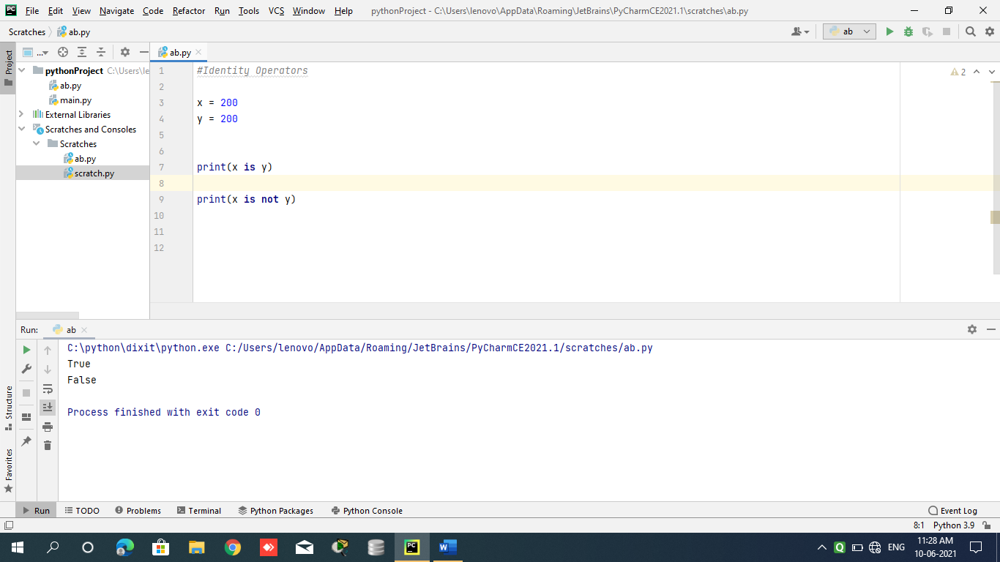 PC File Edit View Navigate Code Refactor Run Tools VCS Window Help pythonProject - C:\Users\lenovo\AppData\Roaming\JetBrains\PyCharmCE2021.1\scratches\ab.py
Scratches ab.py ab
Project
... ab.py
pythonProject C:\Users\le
ab.py
main.py
External Libraries
Scratches and Consoles
Scratches
ab.py
scratch.py
1 #Identity Operators
2
3 x = 200
4 y = 200
5
6
7 print(x is y)
8
9 print(x is not y)
10
11
12
2
Run: ab
C:\python\dixit\python.exe C:/Users/lenovo/AppData/Roaming/JetBrains/PyCharmCE2021.1/scratches/ab.py
True
False
Process finished with exit code 0
Structure
Favorites
Run TODO Problems Terminal Python Packages Python Console Event Log
8:1 Python 3.9
PC W Q ENG 11:28 AM
10-06-2021